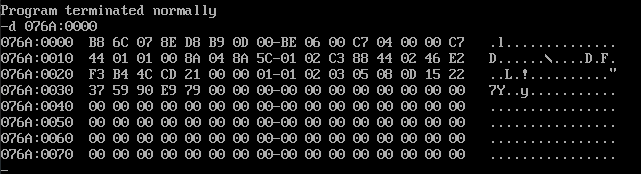 Program terminated normally
-d 076A:0000
076A:0000  B8 6C 07 8E D8 B9 0D 00-BE 06 00 C7 04 00 00 C7   .l..............
076A:0010  44 01 01 00 8A 04 8A 5C-01 02 C3 88 44 02 46 E2   D......\....D.F.
076A:0020  F3 B4 4C CD 21 00 00 01-01 02 03 05 08 0D 15 22   ..L.!.........."
076A:0030  37 59 90 E9 79 00 00 00-00 00 00 00 00 00 00 00   7Y..y...........
076A:0040  00 00 00 00 00 00 00 00-00 00 00 00 00 00 00 00   ................
076A:0050  00 00 00 00 00 00 00 00-00 00 00 00 00 00 00 00   ................
076A:0060  00 00 00 00 00 00 00 00-00 00 00 00 00 00 00 00   ................
076A:0070  00 00 00 00 00 00 00 00-00 00 00 00 00 00 00 00   ................
-